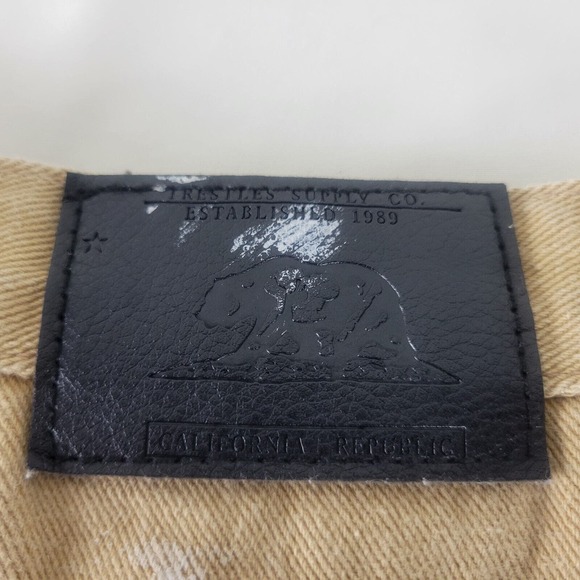 TRESTLES SUPPLY CO.
ESTABLISHED 1989
CALIFORNIA REPUBLIC